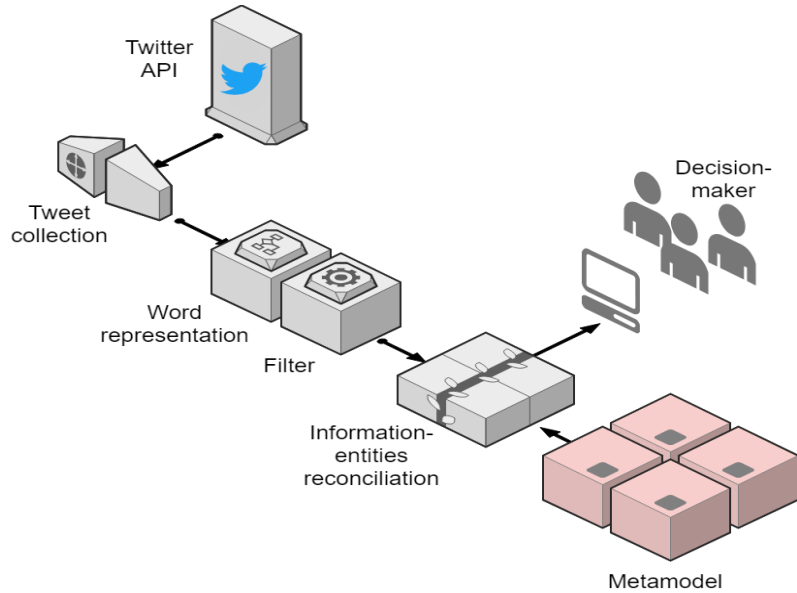 Twitter
API
Tweet
collection
Word
representation
Filter
Decision-
maker
Information-
entities
reconciliation
Metamodel